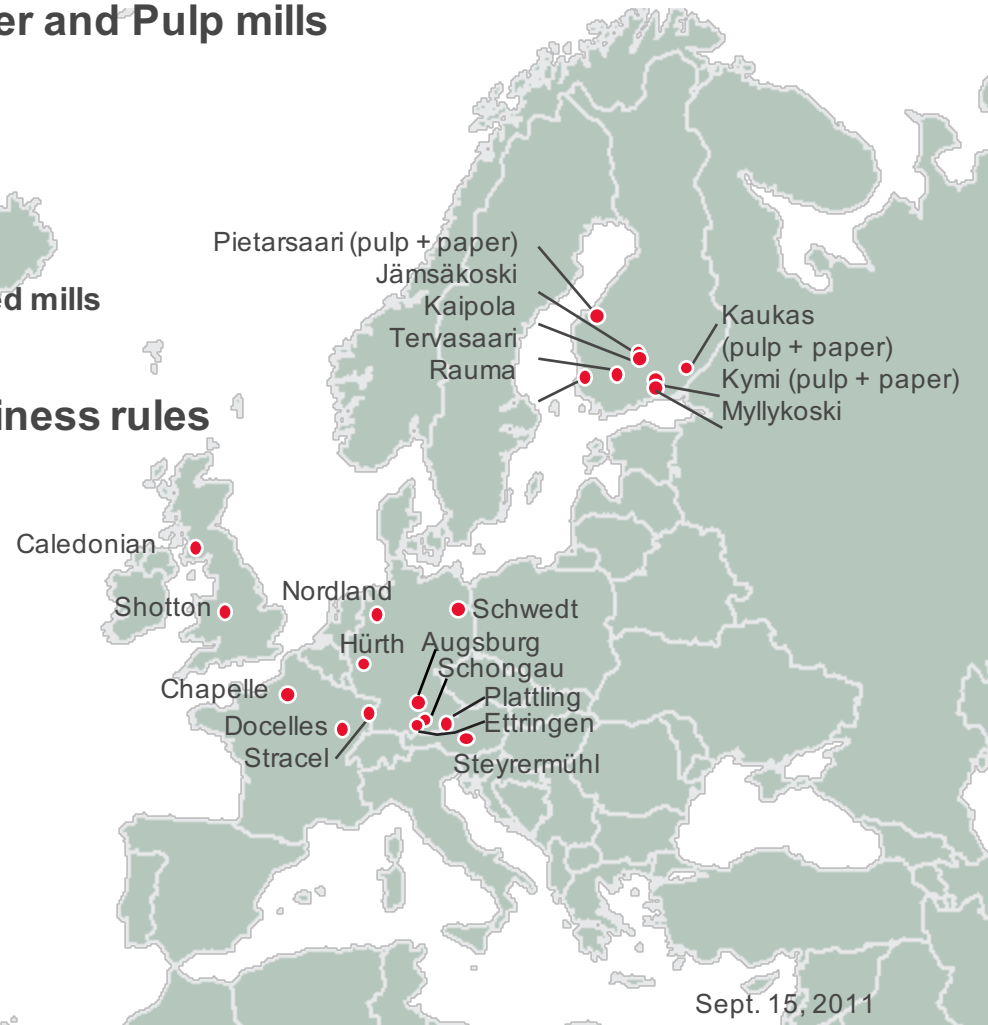 er and Pulp mills
Pietarsaari (pulp + paper)
Jämsäkoski
Kaipola
Tervasaari
Rauma
ed mills
Kaukas
(pulp + paper)
Kymi (pulp + paper)
Myllykoski
iness rules
Caledonian
Shotton
Nordland
Schwedt
Hürth
Augsburg
Schongau
Chapelle
Plattling
Docelles
Ettringen
Stracel
Steyrermühl
Sept. 15, 2011